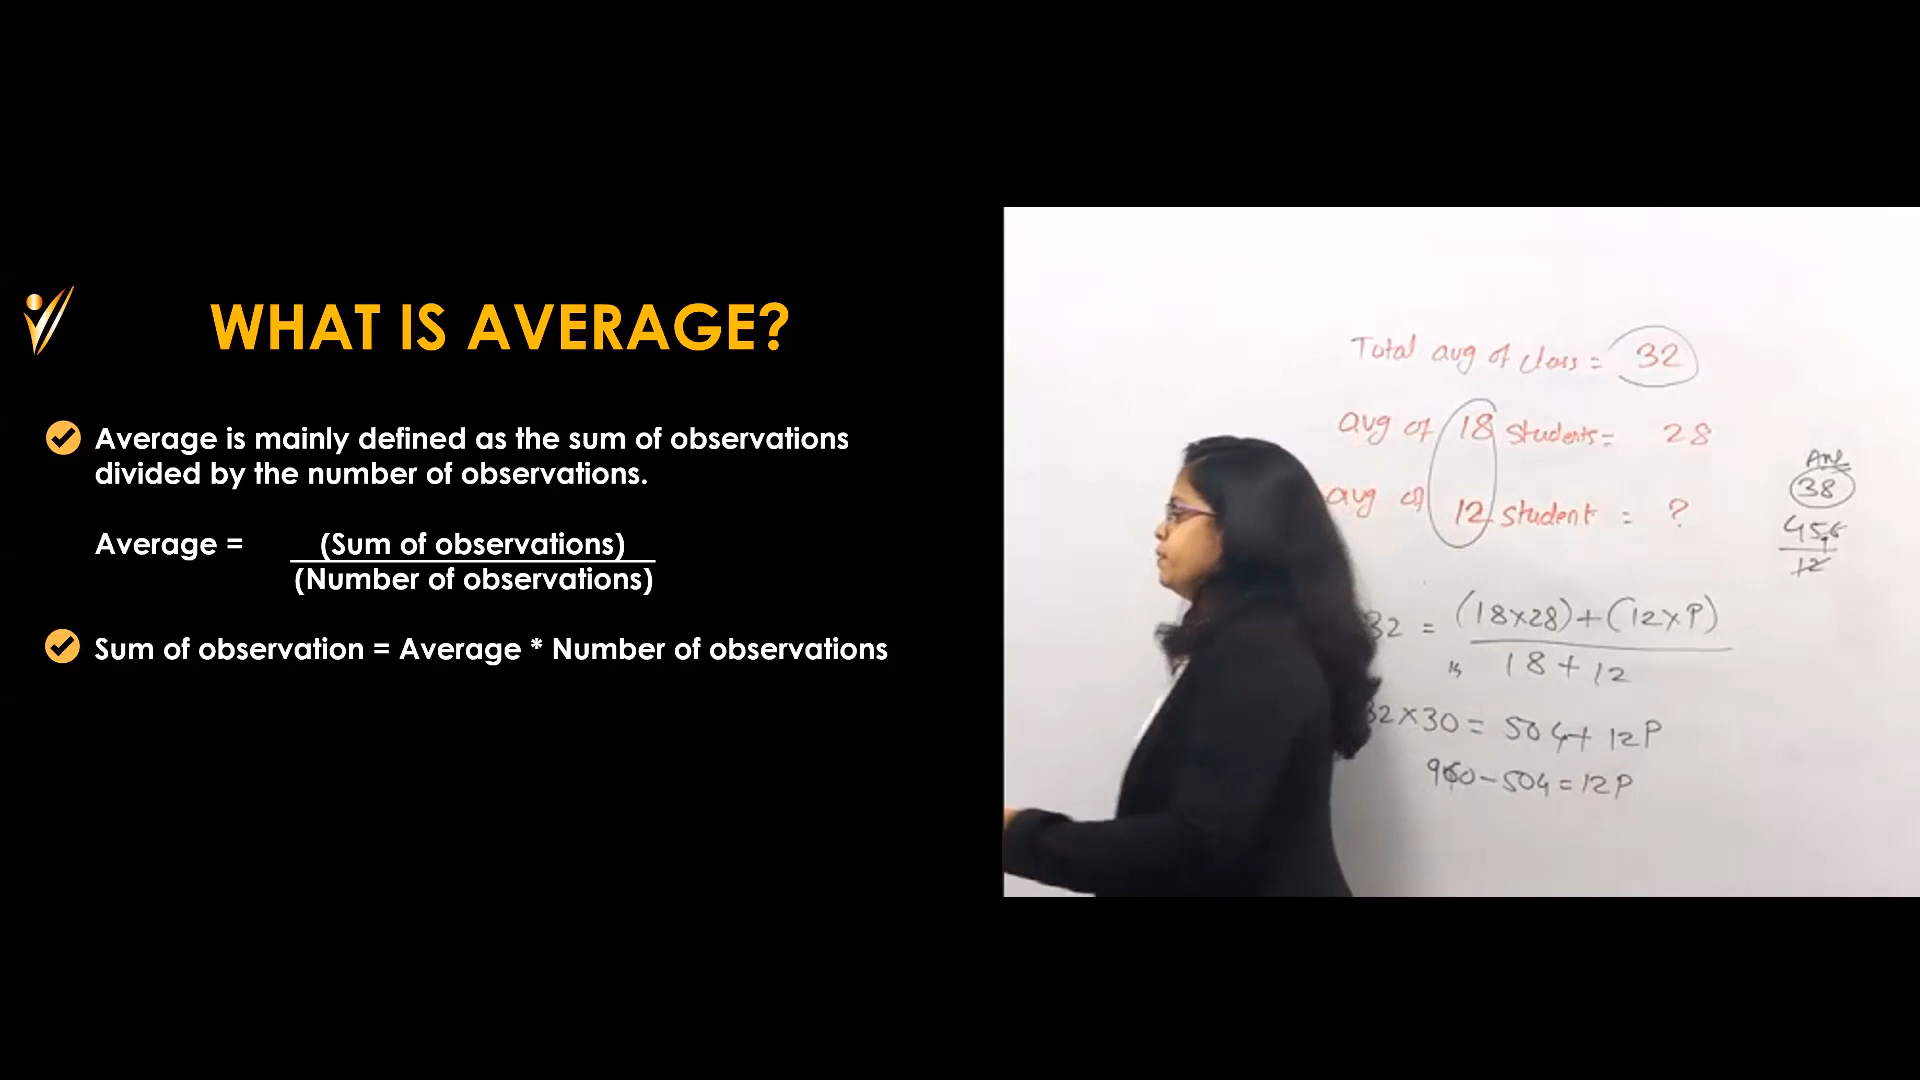 WHAT IS AVERAGE?
Average is mainly defined as the sum of observations
divided by the number of observations.
Average = (Sum of observations)
(Number of observations)
Sum of observation = Average * Number of observations
Total avg of class = 32
avg of 18 students = 28
avg of 12 student = ?
Ans
38
456
12
32 = (18x28)+(12xP)
18+12
32x30 = 504+ 12P
960-504 = 12P